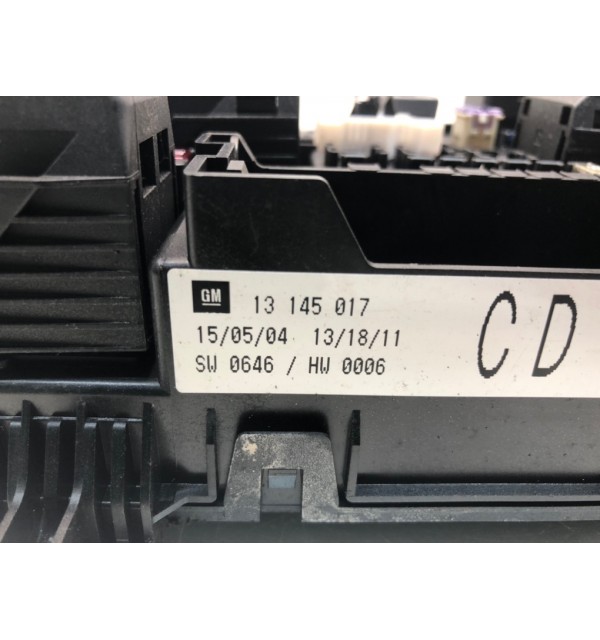 GM 13 145 017
15/05/04 13/18/11
SW 0646 / HW 0006
CD